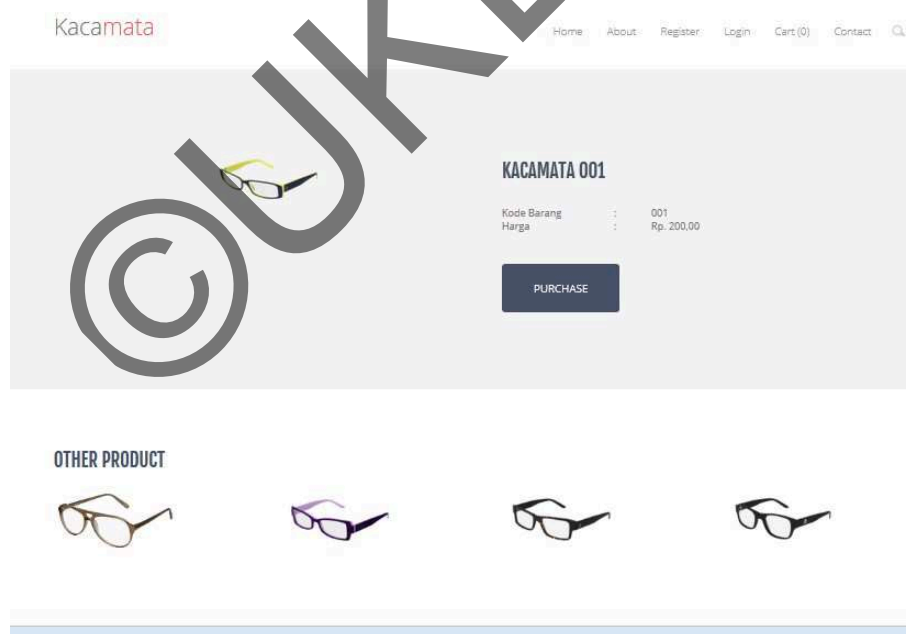 Kacamata
Home About Register Login Cart (0) Contact
KACAMATA 001
Kode Barang : 001
Harga : Rp. 200,00
PURCHASE
OTHER PRODUCT
©UK